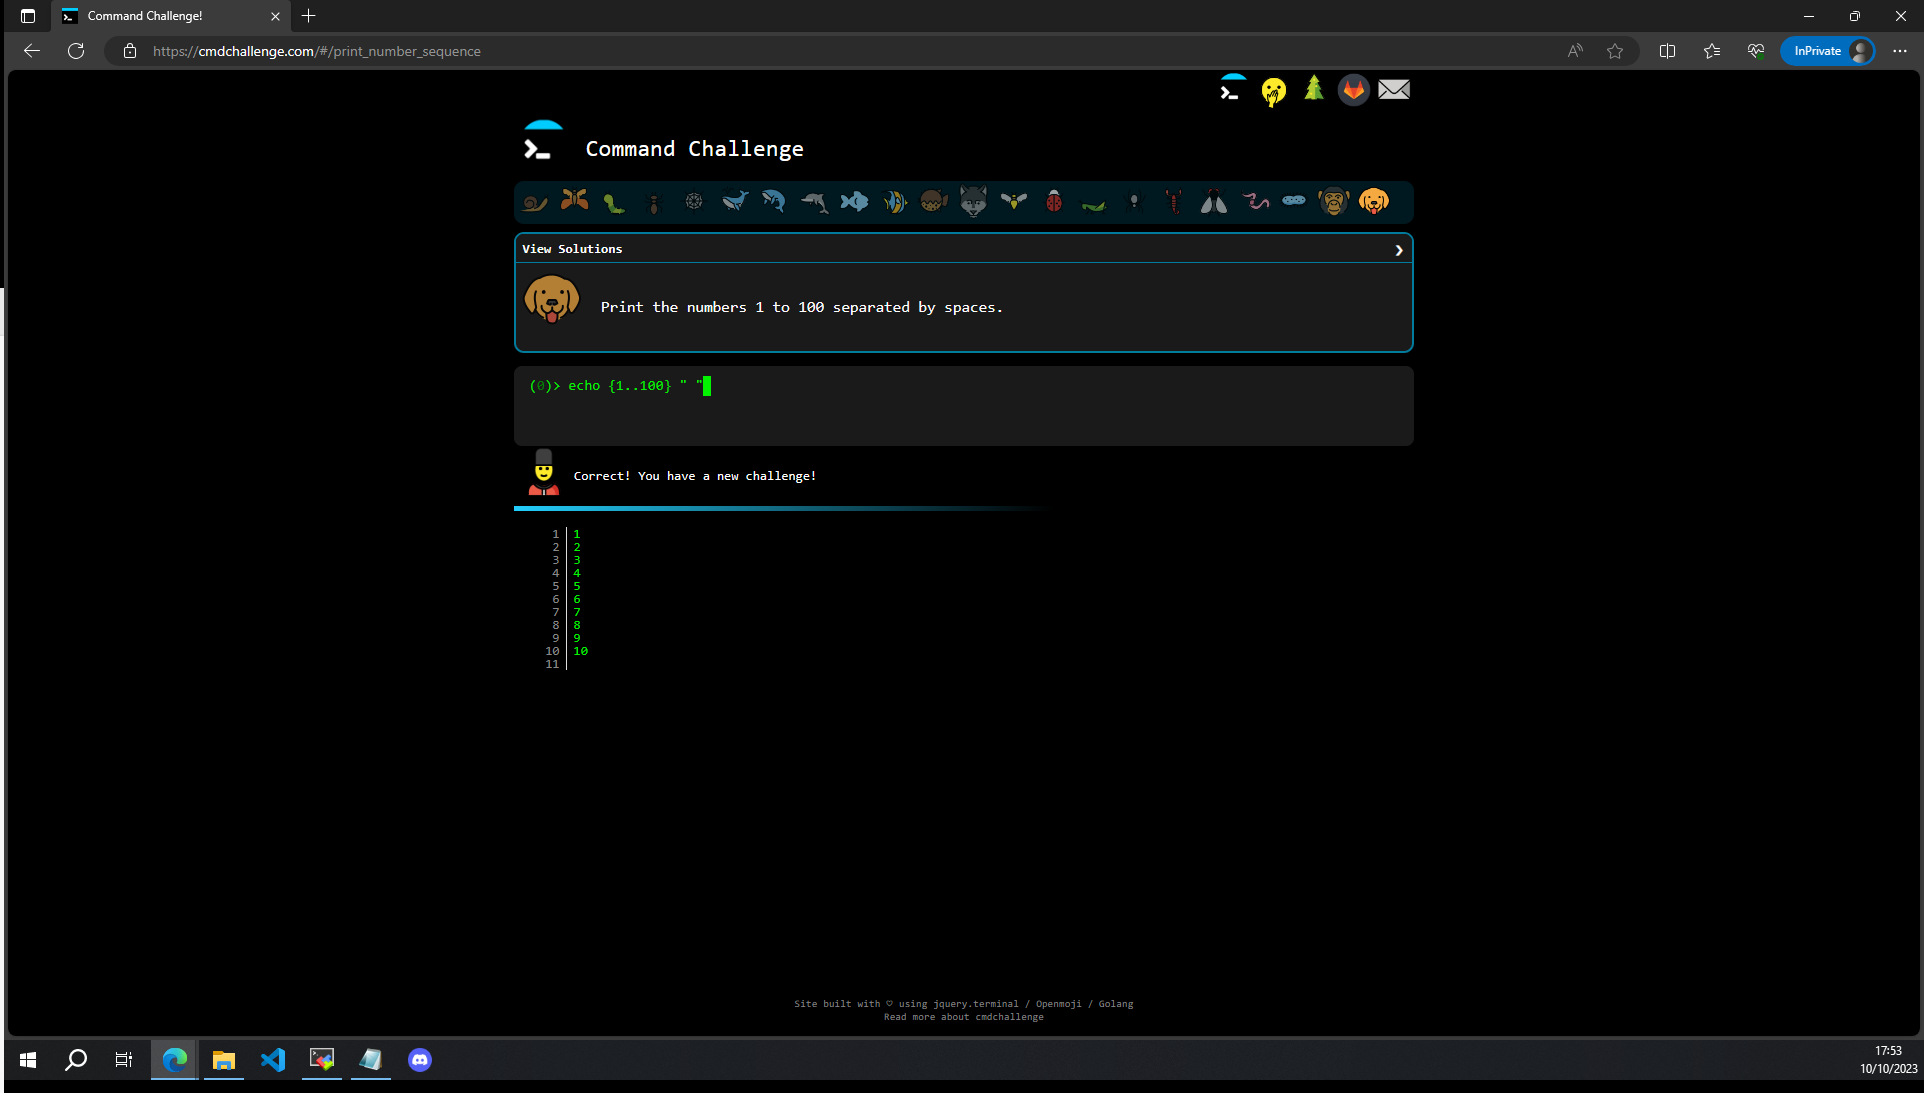 Command Challenge!
https://cmdchallenge.com/#/print_number_sequence
InPrivate
Command Challenge
View Solutions
Print the numbers 1 to 100 separated by spaces.
(0)> echo {1..100} " "
Correct! You have a new challenge!
1 1
2 2
3 3
4 4
5 5
6 6
7 7
8 8
9 9
10 10
11
Site built with ♡ using jquery.terminal / Openmoji / Golang
Read more about cmdchallenge
17:53
10/10/2023